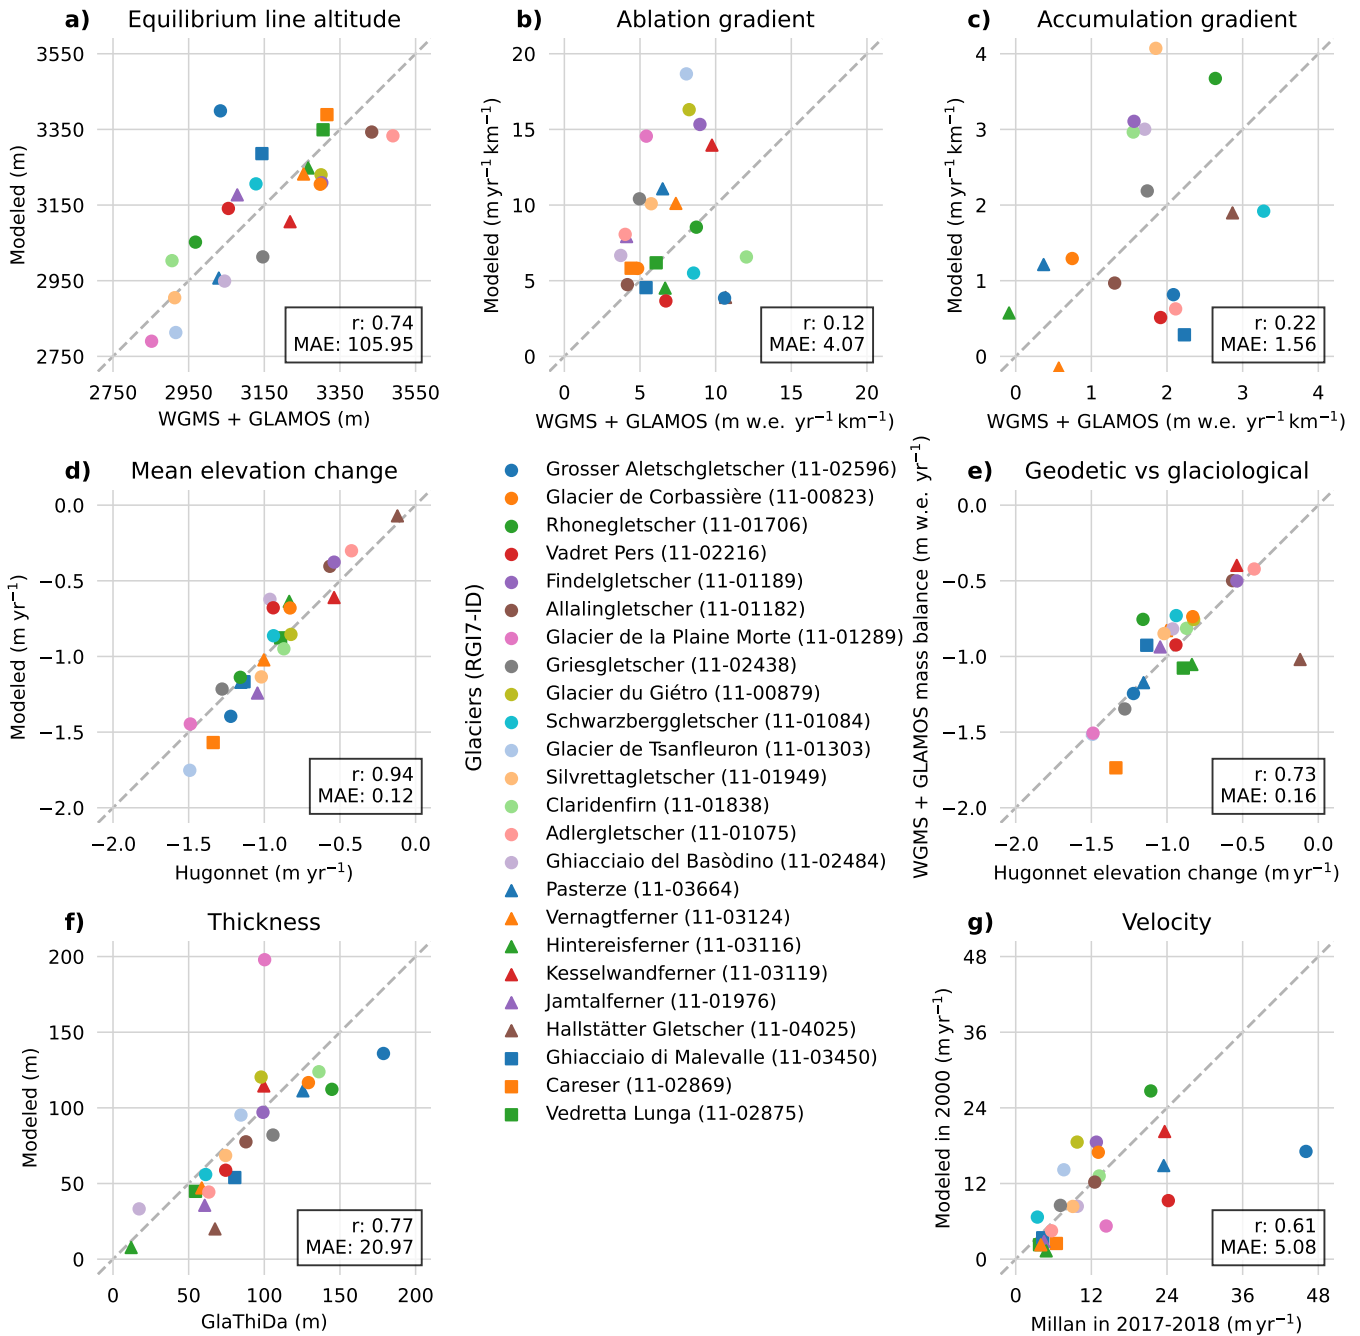 a) Equilibrium line altitude
3550
3350
3150
2950
2750
Modeled (m)
r: 0.74
MAE: 105.95
2750 2950 3150 3350 3550
WGMS + GLAMOS (m)
b) Ablation gradient
20
15
10
5
0
Modeled (m yr⁻¹ km⁻¹)
r: 0.12
MAE: 4.07
0 5 10 15 20
WGMS + GLAMOS (m w.e. yr⁻¹ km⁻¹)
c) Accumulation gradient
4
3
2
1
0
Modeled (m yr⁻¹ km⁻¹)
r: 0.22
MAE: 1.56
0 1 2 3 4
WGMS + GLAMOS (m w.e. yr⁻¹ km⁻¹)
d) Mean elevation change
0.0
−0.5
−1.0
−1.5
−2.0
Modeled (m yr⁻¹)
r: 0.94
MAE: 0.12
−2.0 −1.5 −1.0 −0.5 0.0
Hugonnet (m yr⁻¹)
Glaciers (RGI7-ID)
Grosser Aletschgletscher (11-02596)
Glacier de Corbassière (11-00823)
Rhonegletscher (11-01706)
Vadret Pers (11-02216)
Findelgletscher (11-01189)
Allalingletscher (11-01182)
Glacier de la Plaine Morte (11-01289)
Griesgletscher (11-02438)
Glacier du Giétro (11-00879)
Schwarzberggletscher (11-01084)
Glacier de Tsanfleuron (11-01303)
Silvrettagletscher (11-01949)
Claridenfirn (11-01838)
Adlergletscher (11-01075)
Ghiacciaio del Basòdino (11-02484)
Pasterze (11-03664)
Vernagtferner (11-03124)
Hintereisferner (11-03116)
Kesselwandferner (11-03119)
Jamtalferner (11-01976)
Hallstätter Gletscher (11-04025)
Ghiacciaio di Malevalle (11-03450)
Careser (11-02869)
Vedretta Lunga (11-02875)
e) Geodetic vs glaciological
0.0
−0.5
−1.0
−1.5
−2.0
WGMS + GLAMOS mass balance (m w.e. yr⁻¹)
r: 0.73
MAE: 0.16
−2.0 −1.5 −1.0 −0.5 0.0
Hugonnet elevation change (m yr⁻¹)
f) Thickness
200
150
100
50
0
Modeled (m)
r: 0.77
MAE: 20.97
0 50 100 150 200
GlaThiDa (m)
g) Velocity
48
36
24
12
0
Modeled in 2000 (m yr⁻¹)
r: 0.61
MAE: 5.08
0 12 24 36 48
Millan in 2017-2018 (m yr⁻¹)